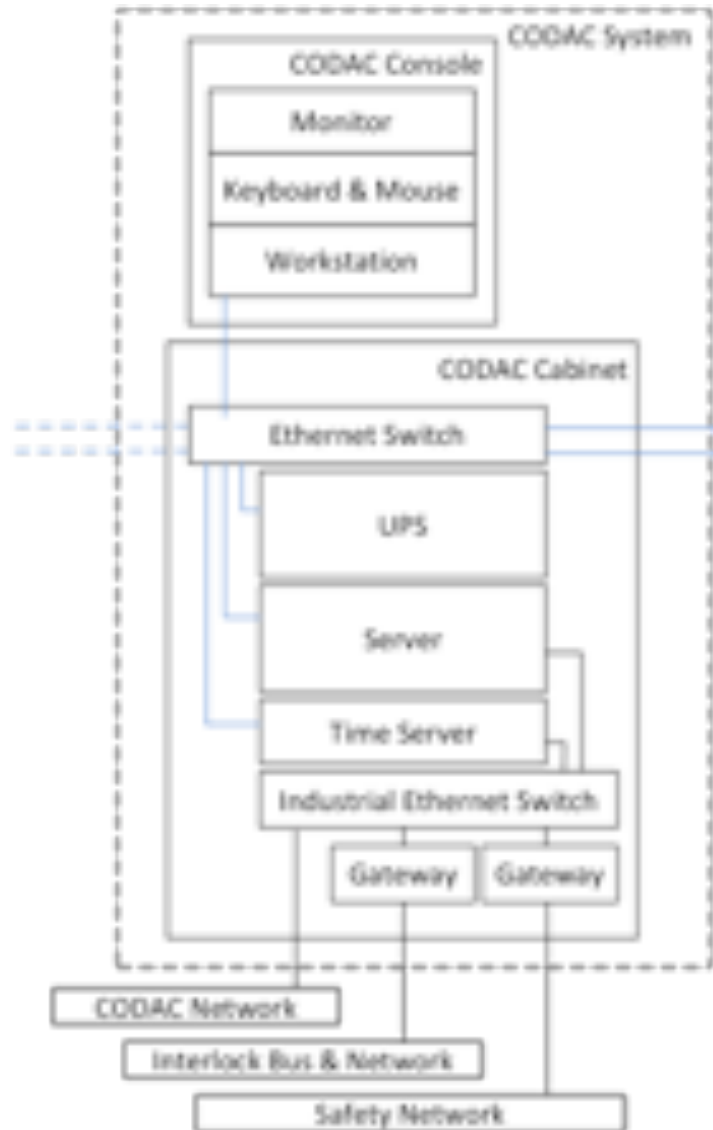 CODAC System
CODAC Console
Monitor
Keyboard & Mouse
Workstation
CODAC Cabinet
Ethernet Switch
UPS
Server
Time Server
Industrial Ethernet Switch
Gateway
Gateway
CODAC Network
Interlock Bus & Network
Safety Network